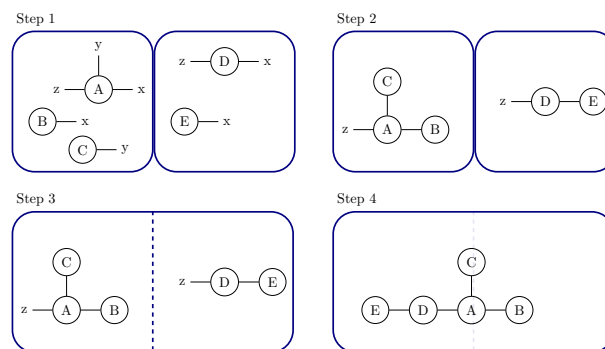 Step 1
y
z A x
B x
C y
z D x
E x
Step 2
C
z A B
z D E
Step 3
C
z A B
z D E
Step 4
C
E D A B